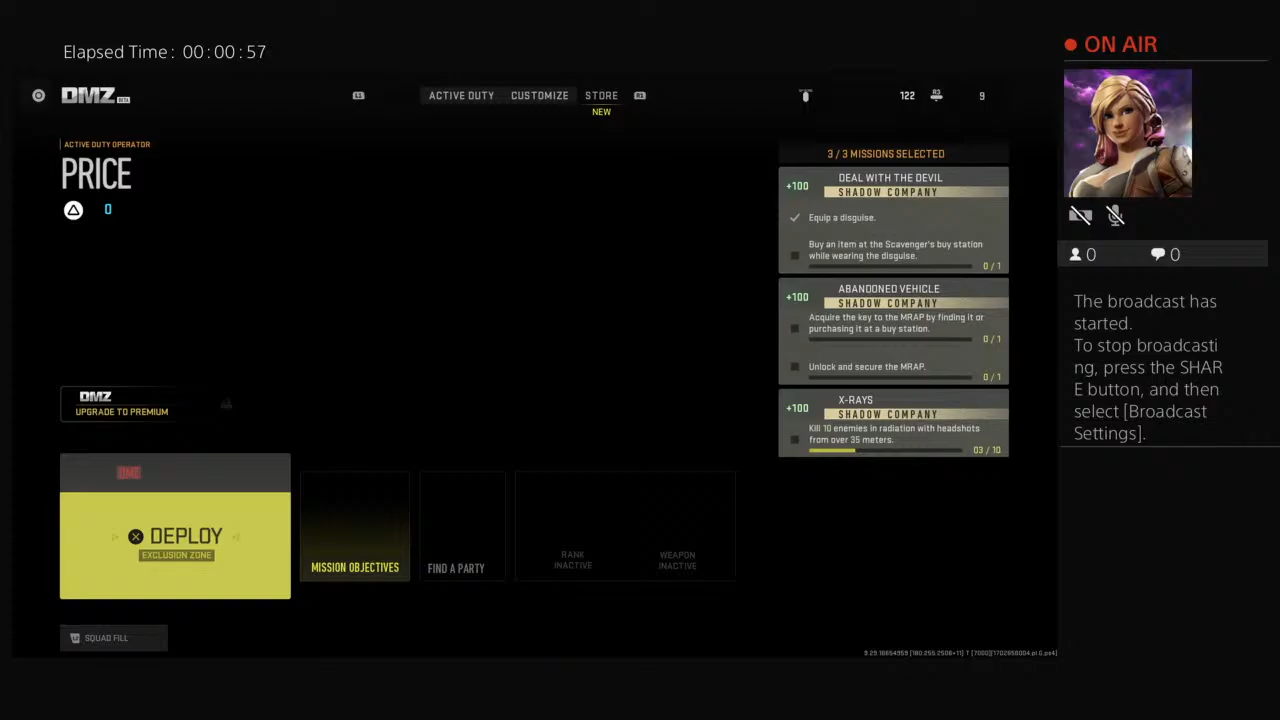 Elapsed Time: 00:00:57
ON AIR
DMZ BETA
L1
ACTIVE DUTY
CUSTOMIZE
STORE
R1
NEW
122
R3
9
ACTIVE DUTY OPERATOR
PRICE
0
3 / 3 MISSIONS SELECTED
+100
DEAL WITH THE DEVIL
SHADOW COMPANY
Equip a disguise.
Buy an item at the Scavenger's buy station
while wearing the disguise.
0 / 1
+100
ABANDONED VEHICLE
SHADOW COMPANY
Acquire the key to the MRAP by finding it or
purchasing it at a buy station.
0 / 1
Unlock and secure the MRAP.
0 / 1
+100
X-RAYS
SHADOW COMPANY
Kill 10 enemies in radiation with headshots
from over 35 meters.
03 / 10
0
0
The broadcast has
started.
To stop broadcasti
ng, press the SHAR
E button, and then
select [Broadcast
Settings].
DMZ
UPGRADE TO PREMIUM
DMZ
DEPLOY
EXCLUSION ZONE
MISSION OBJECTIVES
FIND A PARTY
RANK
INACTIVE
WEAPON
INACTIVE
SQUAD FILL